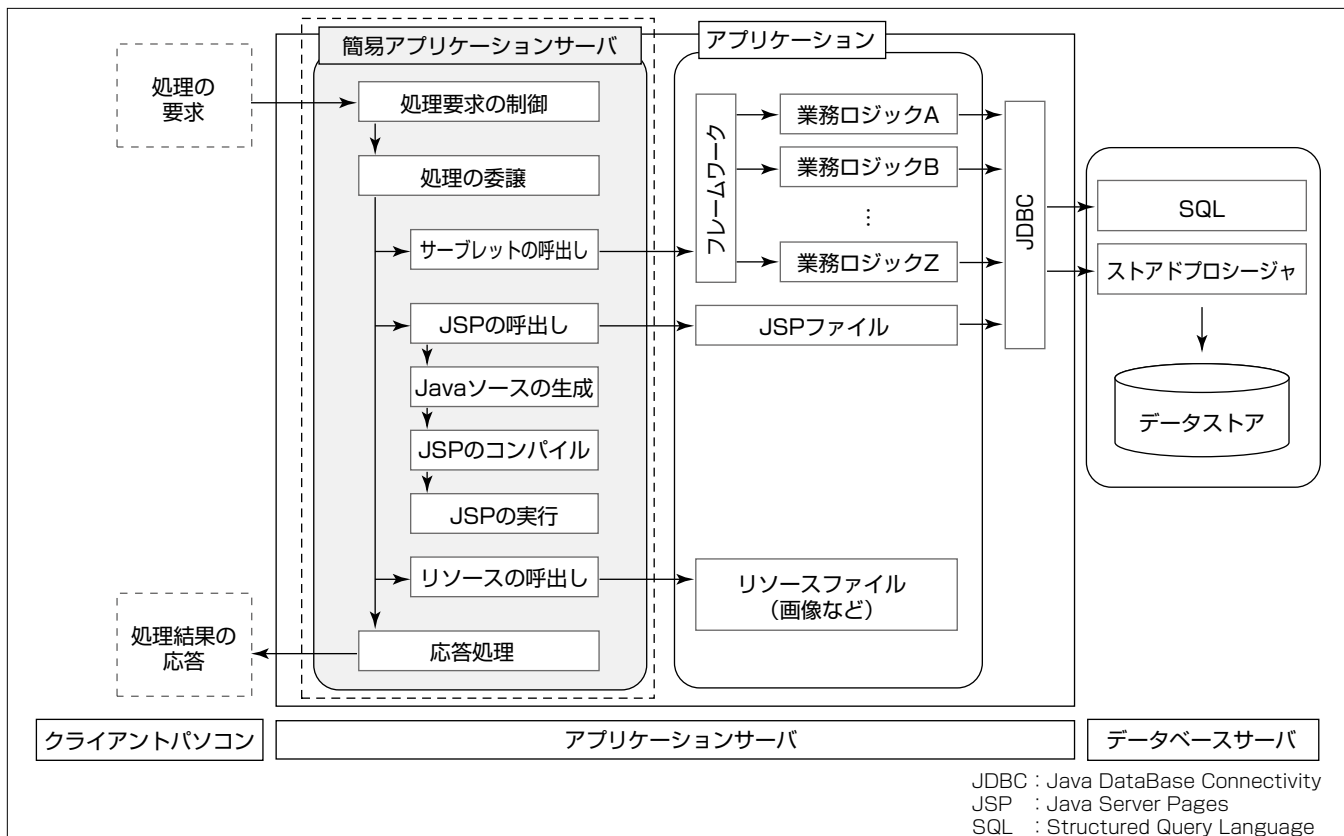 簡易アプリケーションサーバ
アプリケーション
処理の
要求
処理要求の制御
処理の委譲
サーブレットの呼出し
JSPの呼出し
Javaソースの生成
JSPのコンパイル
JSPの実行
リソースの呼出し
応答処理
処理結果の
応答
フレームワーク
業務ロジックA
業務ロジックB
…
業務ロジックZ
JSPファイル
リソースファイル
（画像など）
JDBC
SQL
ストアドプロシージャ
データストア
クライアントパソコン
アプリケーションサーバ
データベースサーバ
JDBC：Java DataBase Connectivity
JSP ：Java Server Pages
SQL ：Structured Query Language